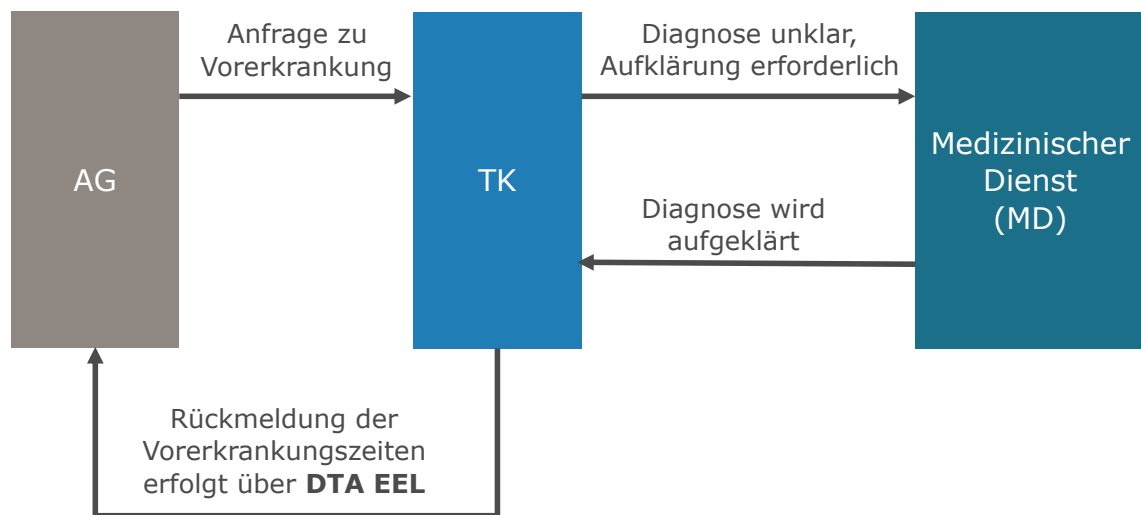 Anfrage zu
Vorerkrankung
Diagnose unklar,
Aufklärung erforderlich
AG
TK
Medizinischer
Dienst
(MD)
Diagnose wird
aufgeklärt
Rückmeldung der
Vorerkrankungszeiten
erfolgt über DTA EEL